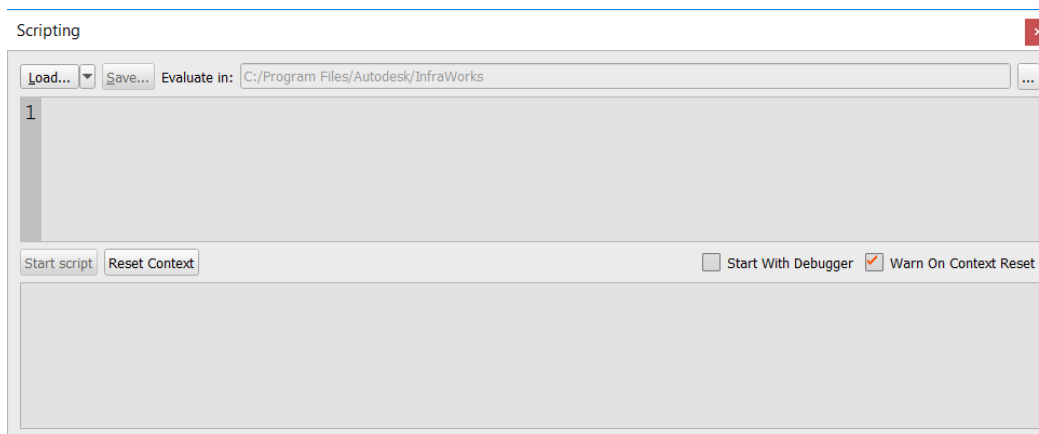 Scripting
Load... Save... Evaluate in: C:/Program Files/Autodesk/InfraWorks ...
1
Start script Reset Context Start With Debugger Warn On Context Reset